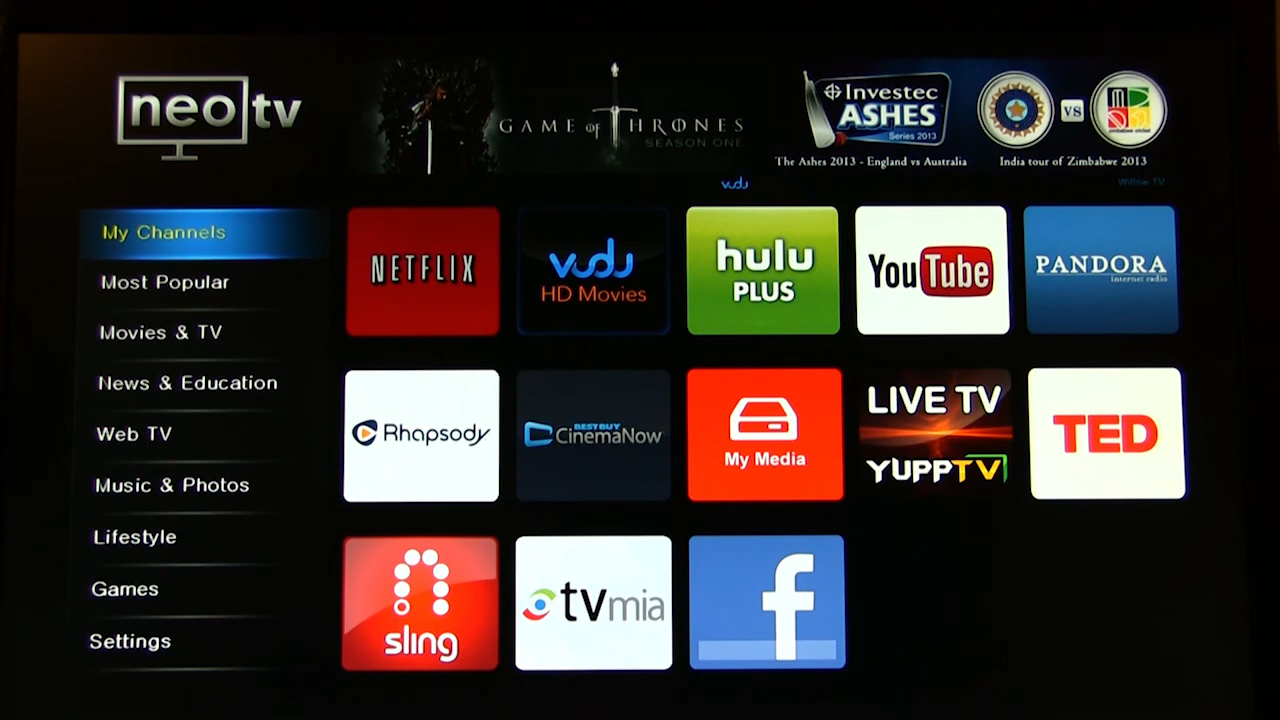 neotv
GAME OF THRONES
SEASON ONE
Investec
ASHES
Series 2013
The Ashes 2013 - England vs Australia
VS
zimbabwe cricket
India tour of Zimbabwe 2013
vudu
Willow TV
My Channels
Most Popular
Movies & TV
News & Education
Web TV
Music & Photos
Lifestyle
Games
Settings
NETFLIX
vudu
HD Movies
hulu
PLUS
YouTube
PANDORA
internet radio
Rhapsody
BEST BUY
CinemaNow
My Media
LIVE TV
YUPPTV
TED
sling
tvmia
f